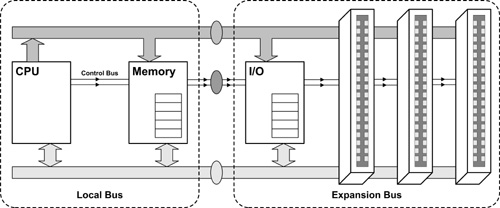 CPU
Control Bus
Memory
I/O
Local Bus
Expansion Bus